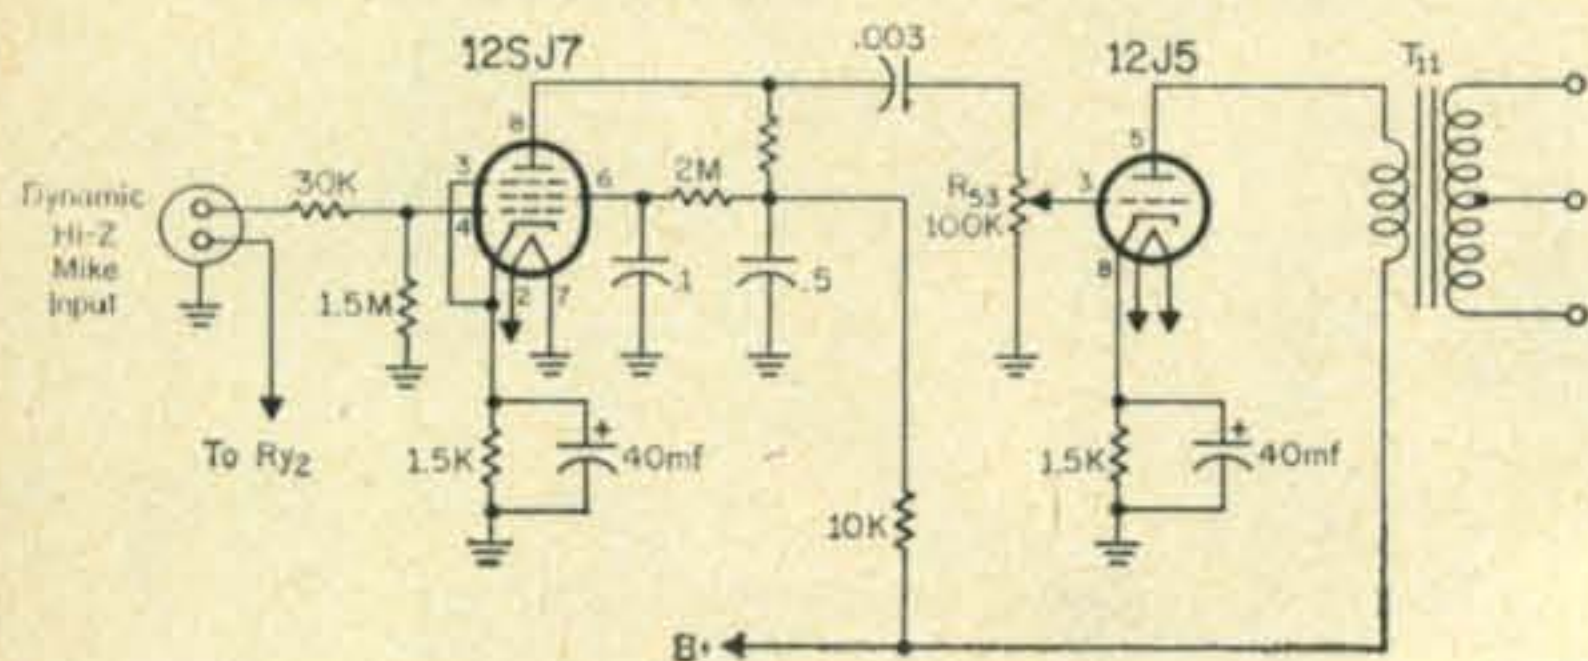 12SJ7
.003
12J5
T11
8
5
3
30K
6
2M
R53
100K
3
Dynamic
Hi-Z
Mike
Input
4
1.5M
2
7
.1
.5
8
To Ry2
1.5K
+
40mf
10K
1.5K
+
40mf
B+